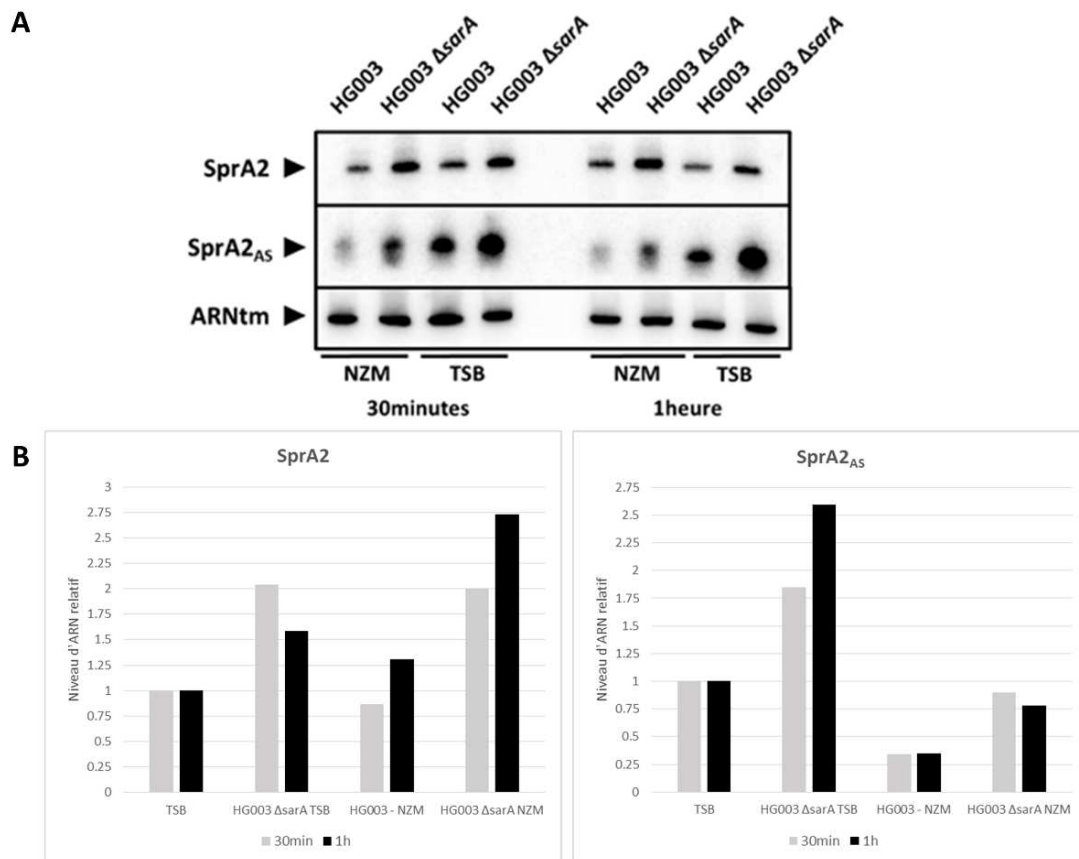 A
HG003
HG003 ΔsarA
HG003
HG003 ΔsarA
HG003
HG003 ΔsarA
HG003
HG003 ΔsarA
SprA2
SprA2AS
ARNtm
NZM TSB NZM TSB
30minutes 1heure
B
SprA2
Niveau d'ARN relatif
3
2.75
2.5
2.25
2
1.75
1.5
1.25
1
0.75
0.5
0.25
0
TSB HG003 ΔsarA TSB HG003 - NZM HG003 ΔsarA NZM
30min 1h
SprA2AS
Niveau d'ARN relatif
2.75
2.5
2.25
2
1.75
1.5
1.25
1
0.75
0.5
0.25
0
TSB HG003 ΔsarA TSB HG003 - NZM HG003 ΔsarA NZM
30min 1h